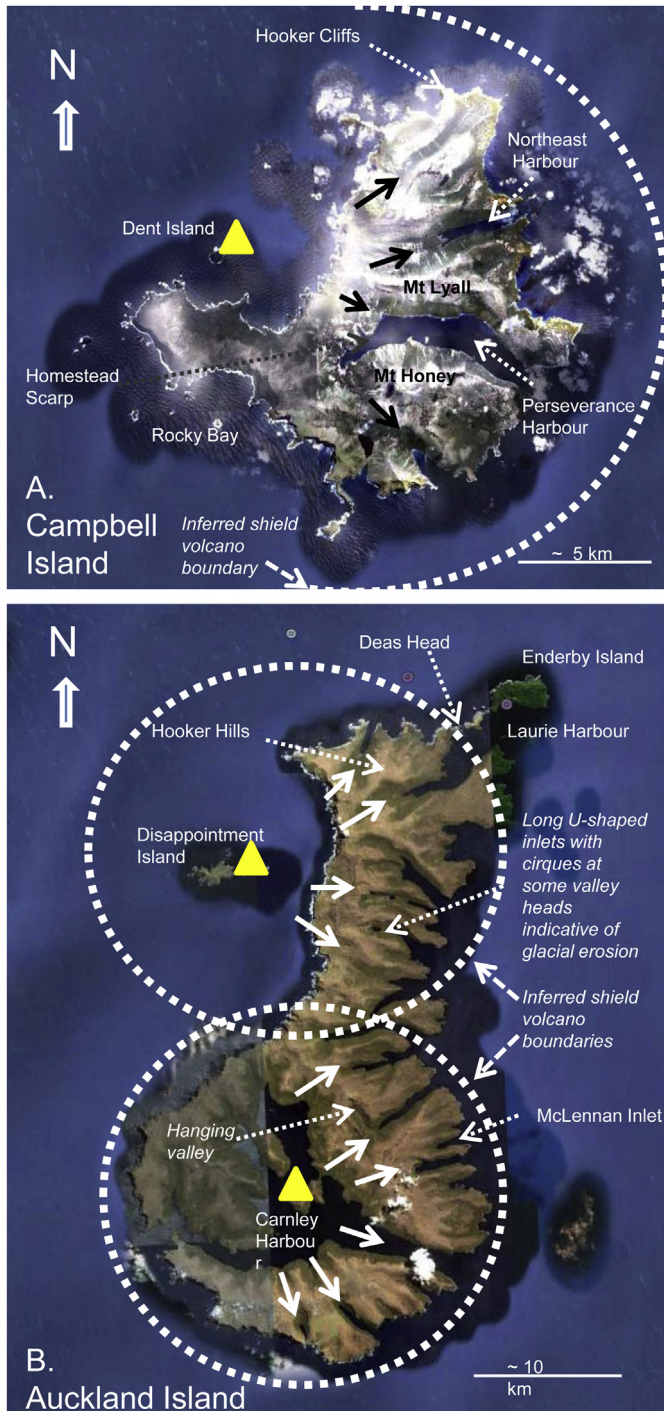 Hooker Cliffs
N
Northeast
Harbour
Dent Island
Mt Lyall
Homestead
Scarp
Mt Honey
Rocky Bay
Perseverance
Harbour
A.
Campbell
Island
Inferred shield
volcano
boundary
~ 5 km
N
Deas Head
Enderby Island
Hooker Hills
Laurie Harbour
Disappointment
Island
Long U-shaped
inlets with
cirques at
some valley
heads
indicative of
glacial erosion
Inferred shield
volcano
boundaries
McLennan Inlet
Hanging
valley
Carnley
Harbou
r
~ 10
km
B.
Auckland Island